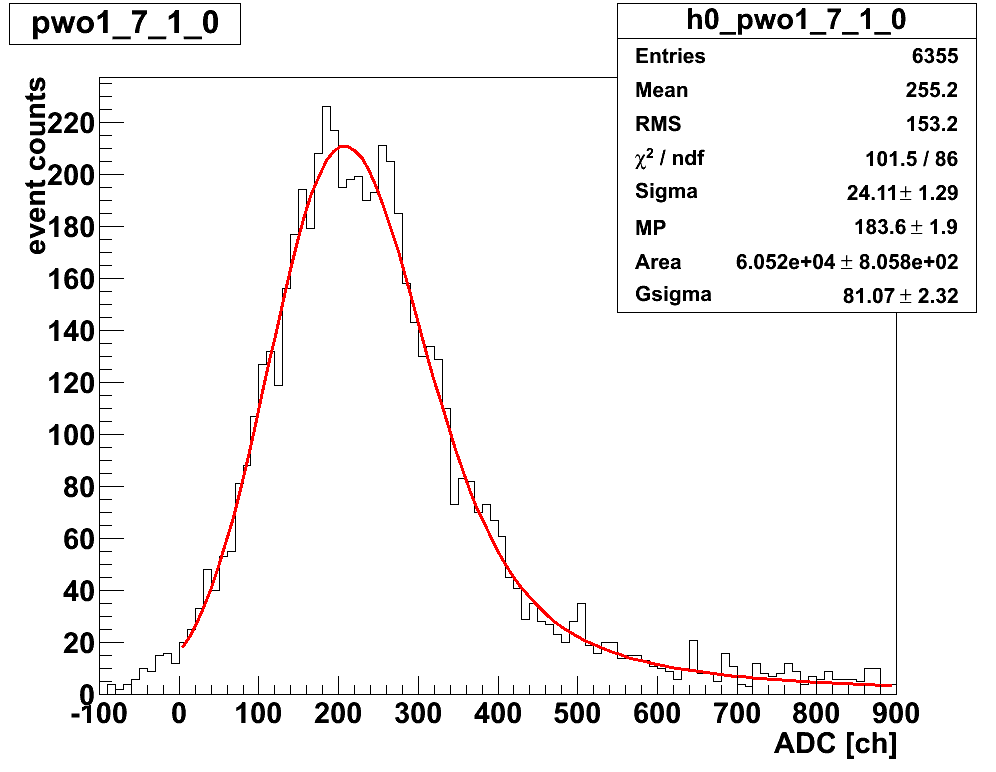 pwo1_7_1_0
h0_pwo1_7_1_0
Entries 6355
Mean 255.2
RMS 153.2
χ² / ndf 101.5 / 86
Sigma 24.11 ± 1.29
MP 183.6 ± 1.9
Area 6.052e+04 ± 8.058e+02
Gsigma 81.07 ± 2.32
event counts
220
200
180
160
140
120
100
80
60
40
20
0
-100 0 100 200 300 400 500 600 700 800 900
ADC [ch]